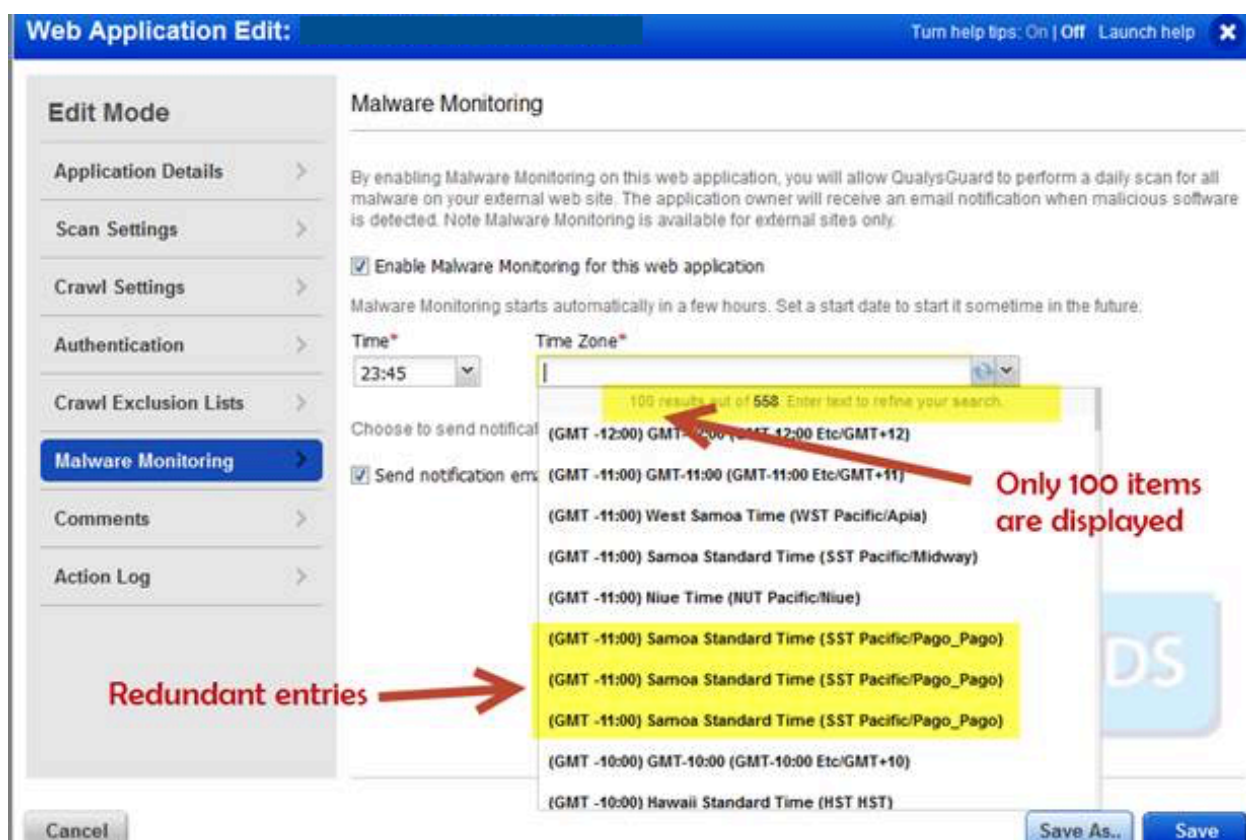 Web Application Edit:
Turn help tips: On | Off Launch help
Edit Mode
Application Details
Scan Settings
Crawl Settings
Authentication
Crawl Exclusion Lists
Malware Monitoring
Comments
Action Log
Malware Monitoring
By enabling Malware Monitoring on this web application, you will allow QualysGuard to perform a daily scan for all
malware on your external web site. The application owner will receive an email notification when malicious software
is detected. Note Malware Monitoring is available for external sites only.
Enable Malware Monitoring for this web application
Malware Monitoring starts automatically in a few hours. Set a start date to start it sometime in the future.
Time* Time Zone*
23:45
100 results out of 558. Enter text to refine your search.
Choose to send notificat
Send notification em
(GMT -12:00) GMT-12:00 (GMT-12:00 Etc/GMT+12)
(GMT -11:00) GMT-11:00 (GMT-11:00 Etc/GMT+11)
(GMT -11:00) West Samoa Time (WST Pacific/Apia)
(GMT -11:00) Samoa Standard Time (SST Pacific/Midway)
(GMT -11:00) Niue Time (NUT Pacific/Niue)
(GMT -11:00) Samoa Standard Time (SST Pacific/Pago_Pago)
(GMT -11:00) Samoa Standard Time (SST Pacific/Pago_Pago)
(GMT -11:00) Samoa Standard Time (SST Pacific/Pago_Pago)
(GMT -10:00) GMT-10:00 (GMT-10:00 Etc/GMT+10)
(GMT -10:00) Hawaii Standard Time (HST HST)
Only 100 items
are displayed
Redundant entries
DS
Cancel
Save As..
Save